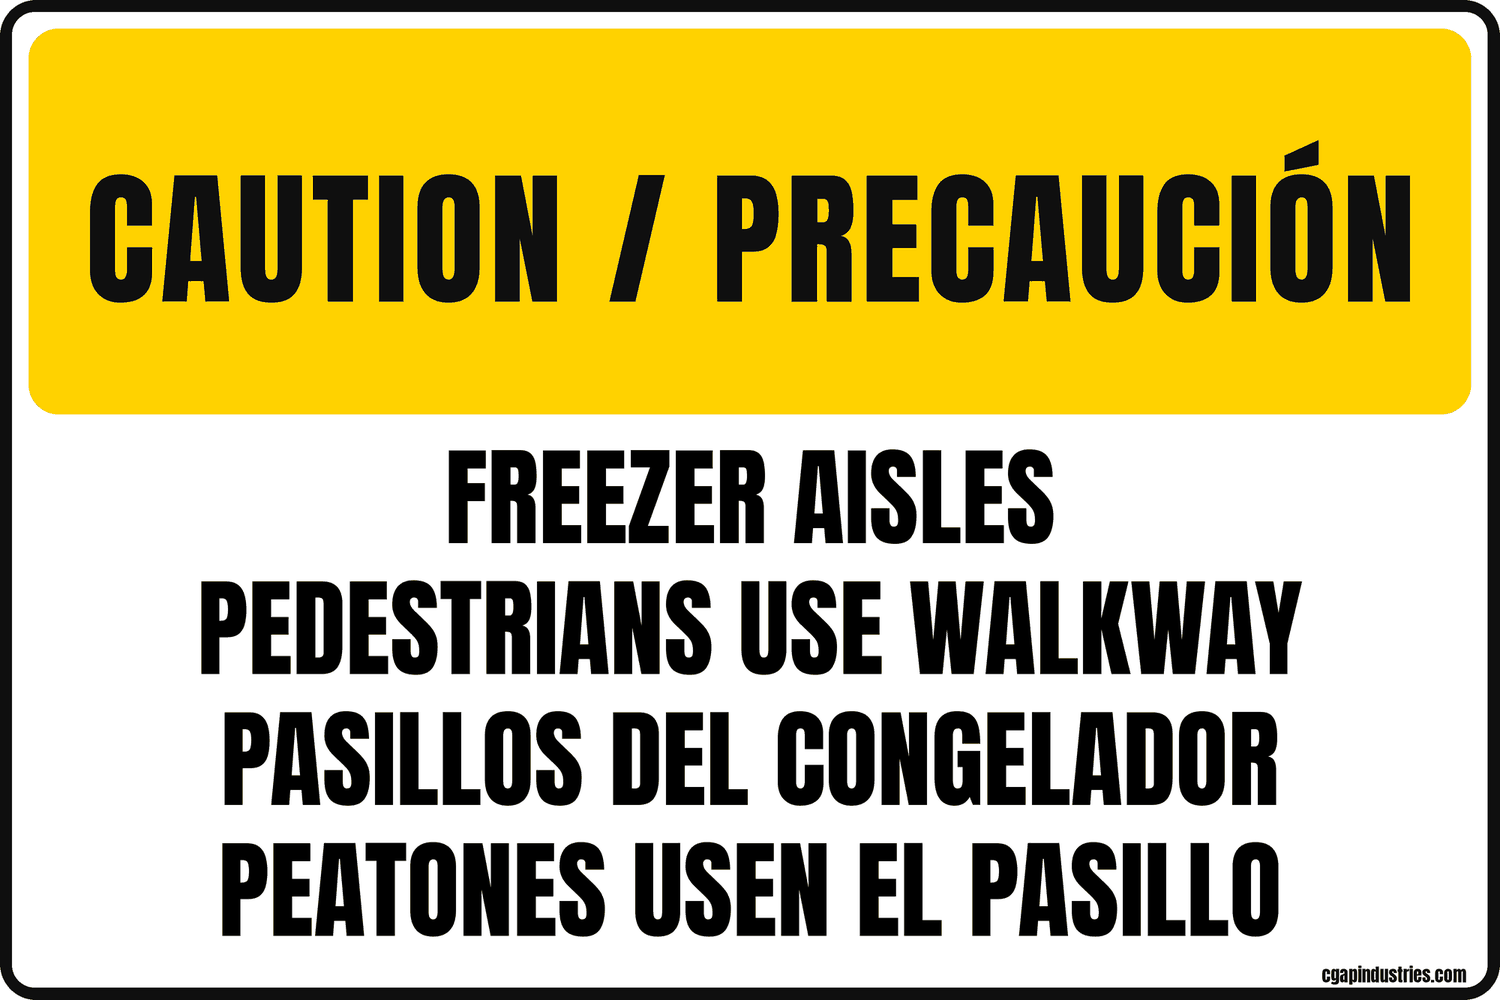 CAUTION / PRECAUCIÓN
FREEZER AISLES
PEDESTRIANS USE WALKWAY
PASILLOS DEL CONGELADOR
PEATONES USEN EL PASILLO
cgapindustries.com